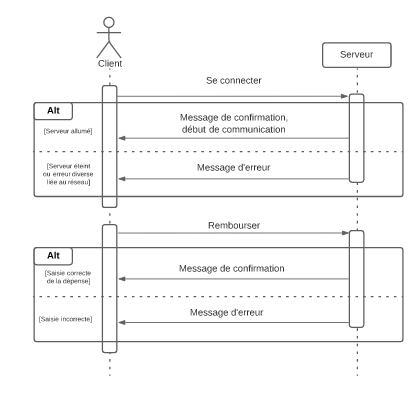 Client
Serveur
Se connecter
Alt
[Serveur allumé]
Message de confirmation,
début de communication
[Serveur éteint
ou erreur diverse
liée au réseau]
Message d'erreur
Rembourser
Alt
[Saisie correcte
de la dépense]
Message de confirmation
[Saisie incorrecte]
Message d'erreur